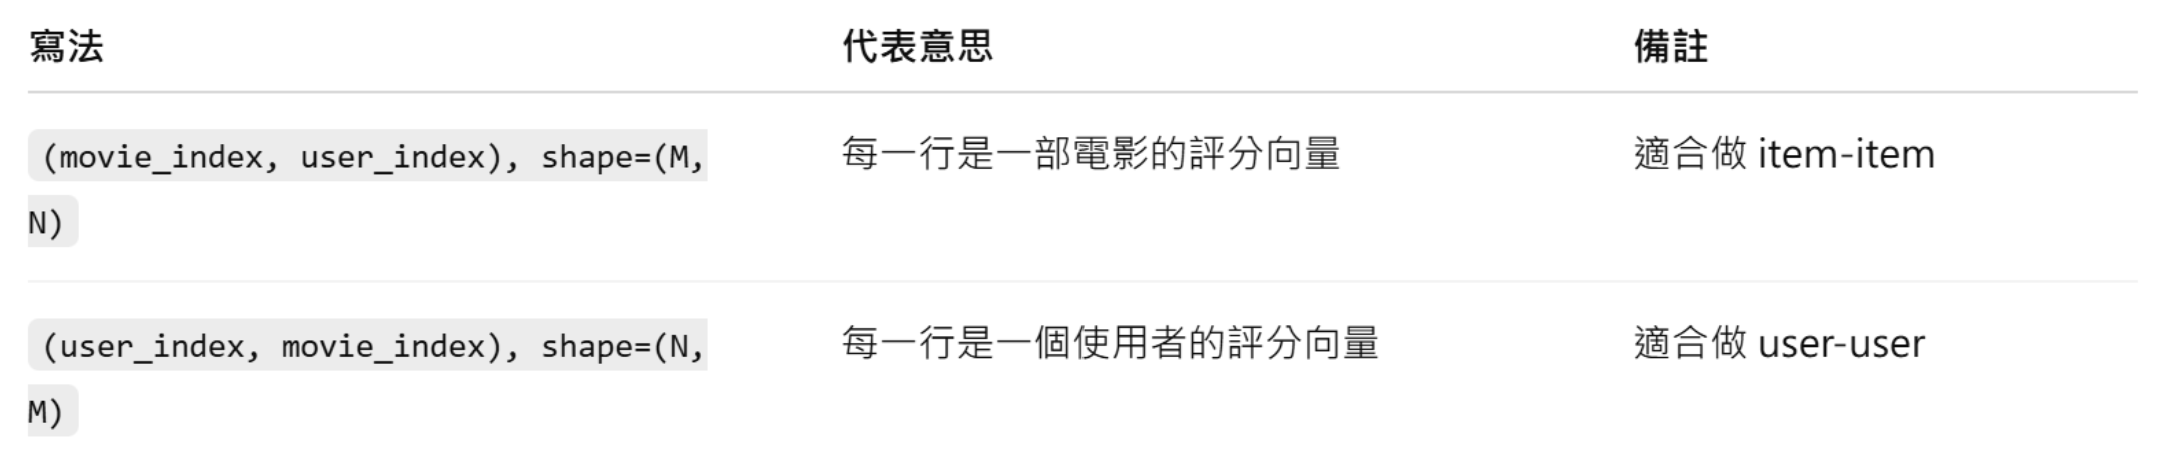 寫法 代表意思 備註
(movie_index, user_index), shape=(M, 每一行是一部電影的評分向量 適合做 item-item
N)
(user_index, movie_index), shape=(N, 每一行是一個使用者的評分向量 適合做 user-user
M)